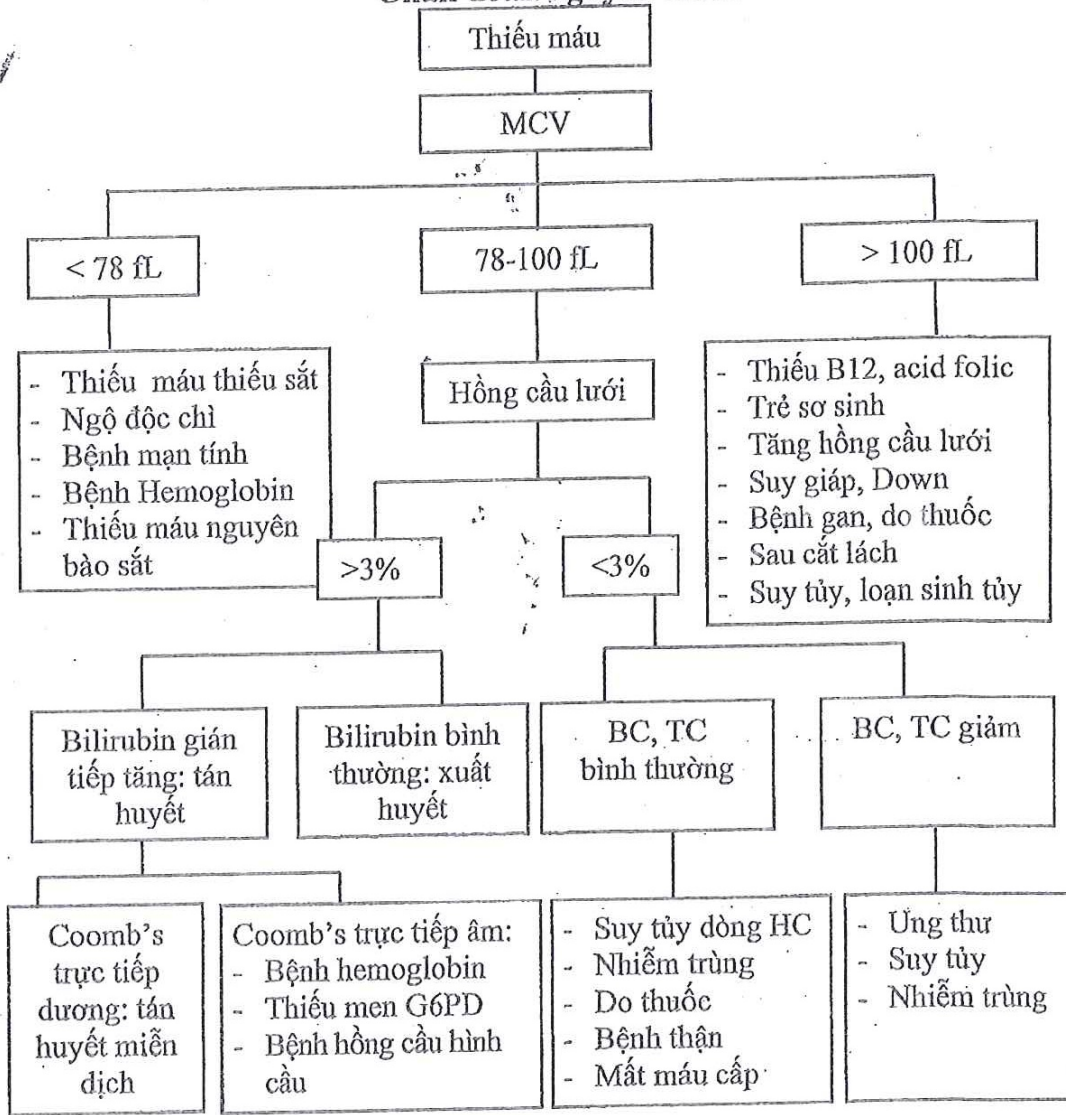 Thiếu máu
MCV
< 78 fL
78-100 fL
> 100 fL
- Thiếu máu thiếu sắt
- Ngộ độc chì
- Bệnh mạn tính
- Bệnh Hemoglobin
- Thiếu máu nguyên
bào sắt
Hồng cầu lưới
- Thiếu B12, acid folic
- Trẻ sơ sinh
- Tăng hồng cầu lưới
- Suy giáp, Down
- Bệnh gan, do thuốc
- Sau cắt lách
- Suy tủy, loạn sinh tủy
>3%
<3%
Bilirubin gián
tiếp tăng: tán
huyết
Bilirubin bình
thường: xuất
huyết
BC, TC
bình thường
BC, TC giảm
Coomb's
trực tiếp
dương: tán
huyết miễn
dịch
Coomb's trực tiếp âm:
- Bệnh hemoglobin
- Thiếu men G6PD
- Bệnh hồng cầu hình
cầu
- Suy tủy dòng HC
- Nhiễm trùng
- Do thuốc
- Bệnh thận
- Mất máu cấp
- Ung thư
- Suy tủy
- Nhiễm trùng